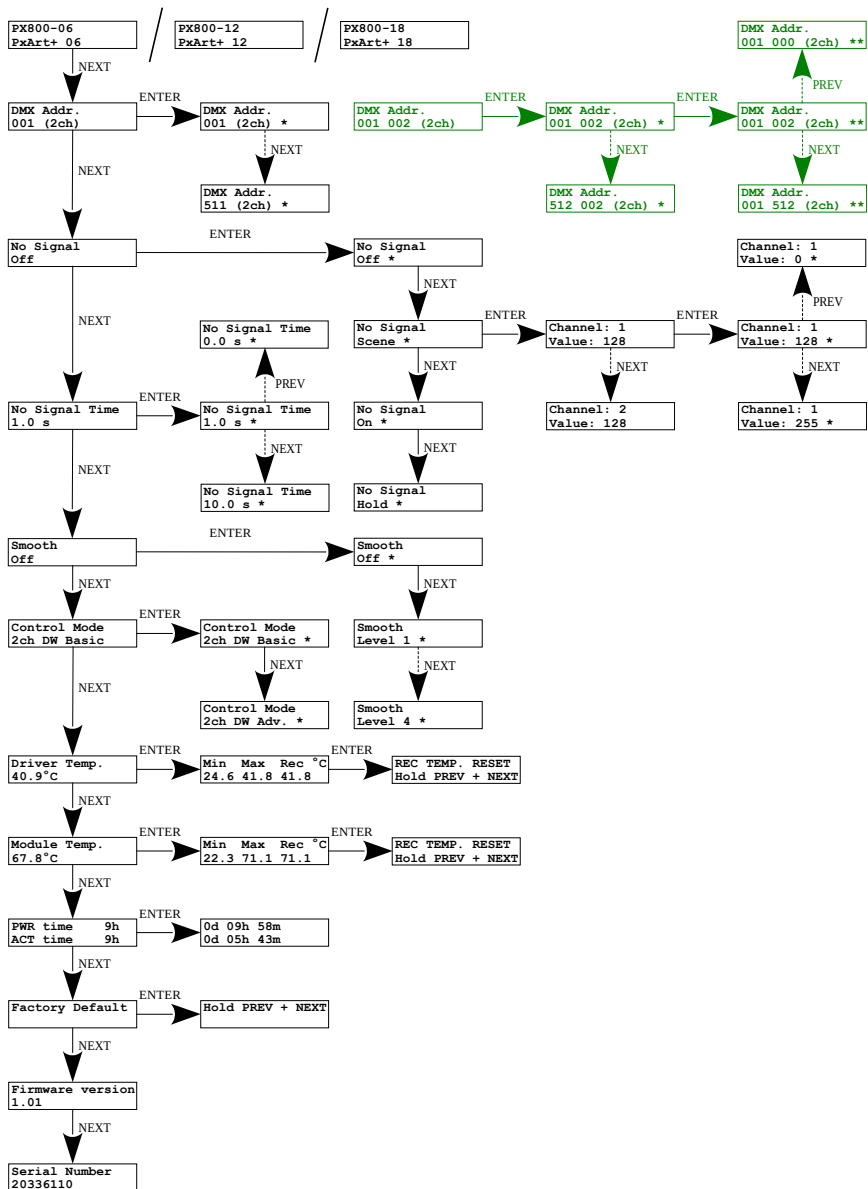 PX800-06
PxArt+ 06
PX800-12
PxArt+ 12
PX800-18
PxArt+ 18
DMX Addr.
001 000 (2ch) **
NEXT
PREV
DMX Addr.
001 (2ch)
ENTER
DMX Addr.
001 (2ch) *
DMX Addr.
001 002 (2ch)
ENTER
DMX Addr.
001 002 (2ch) *
ENTER
DMX Addr.
001 002 (2ch) **
NEXT
NEXT
NEXT
NEXT
DMX Addr.
511 (2ch) *
DMX Addr.
512 002 (2ch) *
DMX Addr.
001 512 (2ch) **
No Signal
Off
ENTER
No Signal
Off *
Channel: 1
Value: 0 *
NEXT
PREV
NEXT
No Signal Time
0.0 s *
No Signal
Scene *
ENTER
Channel: 1
Value: 128
ENTER
Channel: 1
Value: 128 *
PREV
NEXT
NEXT
NEXT
No Signal Time
1.0 s
ENTER
No Signal Time
1.0 s *
No Signal
On *
Channel: 2
Value: 128
Channel: 1
Value: 255 *
NEXT
NEXT
NEXT
No Signal Time
10.0 s *
No Signal
Hold *
Smooth
Off
ENTER
Smooth
Off *
NEXT
NEXT
Control Mode
2ch DW Basic
ENTER
Control Mode
2ch DW Basic *
Smooth
Level 1 *
NEXT
NEXT
NEXT
Control Mode
2ch DW Adv. *
Smooth
Level 4 *
Driver Temp.
40.9°C
ENTER
Min Max Rec °C
24.6 41.8 41.8
ENTER
REC TEMP. RESET
Hold PREV + NEXT
NEXT
Module Temp.
67.8°C
ENTER
Min Max Rec °C
22.3 71.1 71.1
ENTER
REC TEMP. RESET
Hold PREV + NEXT
NEXT
PWR time 9h
ACT time 9h
ENTER
0d 09h 58m
0d 05h 43m
NEXT
Factory Default
ENTER
Hold PREV + NEXT
NEXT
Firmware version
1.01
NEXT
Serial Number
20336110